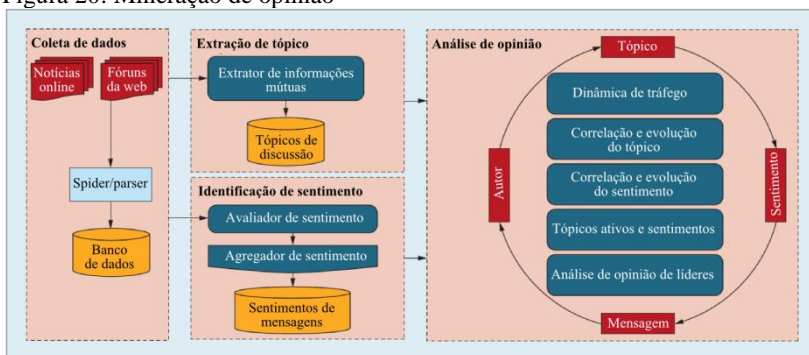 Figura 20: Mineração de opinião
Coleta de dados
Notícias
online
Fóruns
da web
Spider/parser
Banco
de dados
Extração de tópico
Extrator de informações
mútuas
Tópicos de
discussão
Identificação de sentimento
Avaliador de sentimento
Agregador de sentimento
Sentimentos de
mensagens
Análise de opinião
Tópico
Dinâmica de tráfego
Correlação e evolução
do tópico
Correlação e evolução
do sentimento
Tópicos ativos e sentimentos
Análise de opinião de líderes
Autor
Sentimento
Mensagem